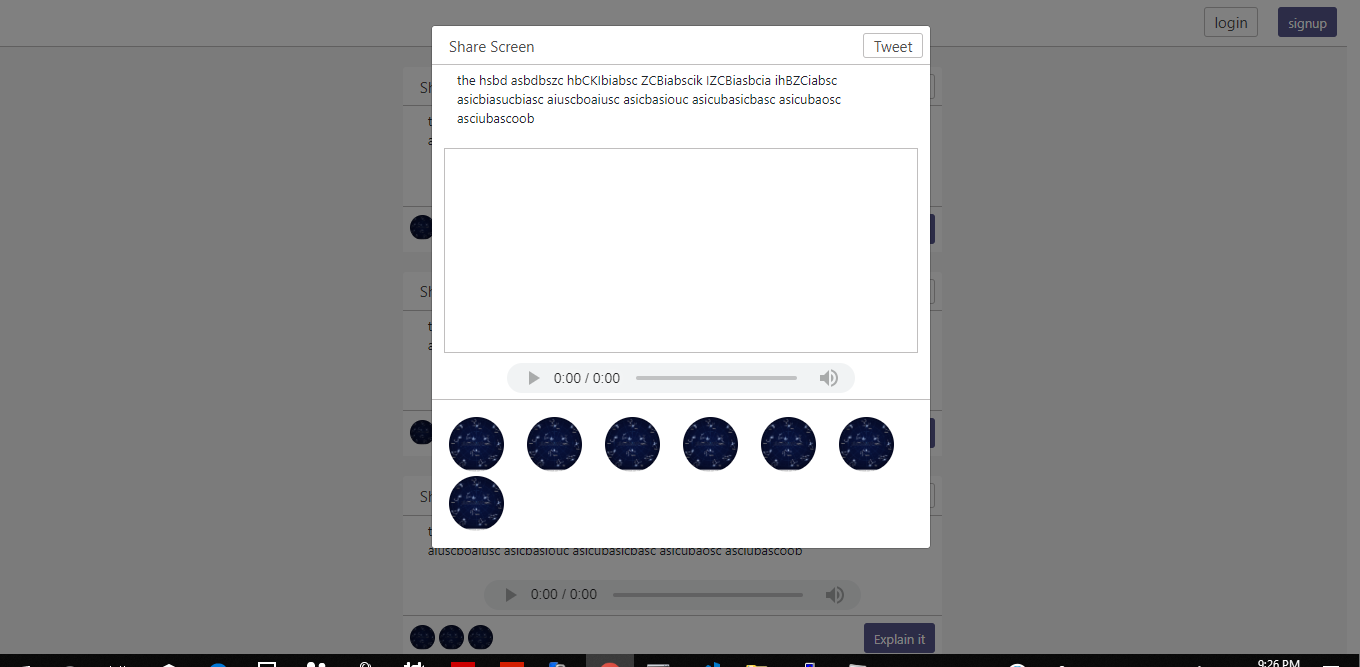 login
signup
Share Screen
Tweet
the hsbd asbdbszc hbCKIbiabsc ZCBiabscik IZCBiasbcia ihBZCiabsc
asicbiasucbiasc aiuscboaiusc asicbasiouc asicubasicbasc asicubaosc
asciubascoob
0:00 / 0:00
aiuscboaiusc asicbasiouc asicubasicbasc asicubaosc asciubascoob
0:00 / 0:00
Explain it
9:26 PM